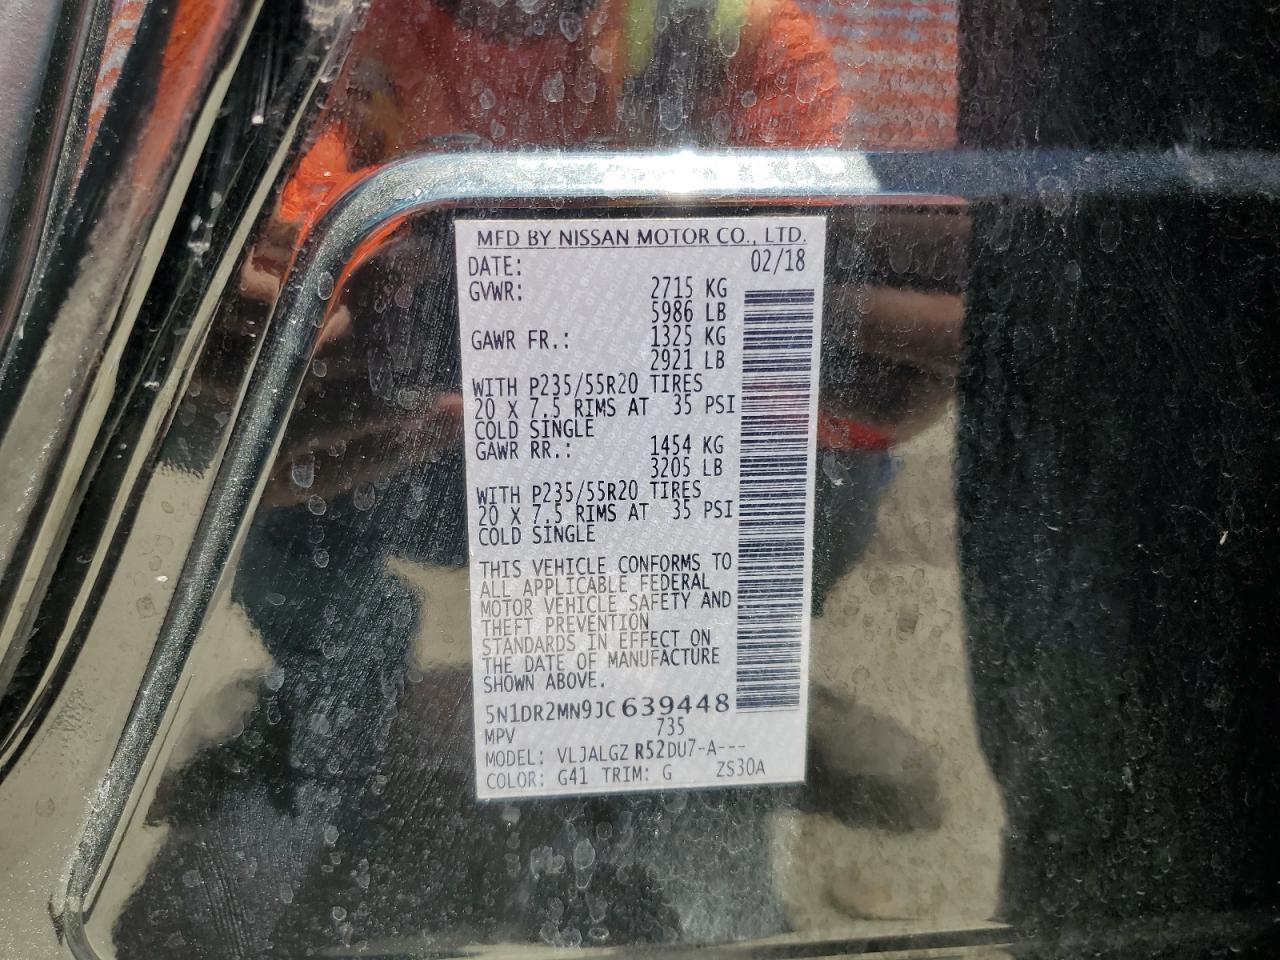 MFD BY NISSAN MOTOR CO., LTD.
DATE: 02/18
GVWR: 2715 KG
5986 LB
GAWR FR.: 1325 KG
2921 LB
WITH P235/55R20 TIRES
20 X 7.5 RIMS AT 35 PSI
COLD SINGLE
GAWR RR.: 1454 KG
3205 LB
WITH P235/55R20 TIRES
20 X 7.5 RIMS AT 35 PSI
COLD SINGLE
THIS VEHICLE CONFORMS TO
ALL APPLICABLE FEDERAL
MOTOR VEHICLE SAFETY AND
THEFT PREVENTION
STANDARDS IN EFFECT ON
THE DATE OF MANUFACTURE
SHOWN ABOVE.
5N1DR2MN9JC639448
MPV 735
MODEL: VLJALGZ R52DU7-A---
COLOR: G41 TRIM: G ZS30A